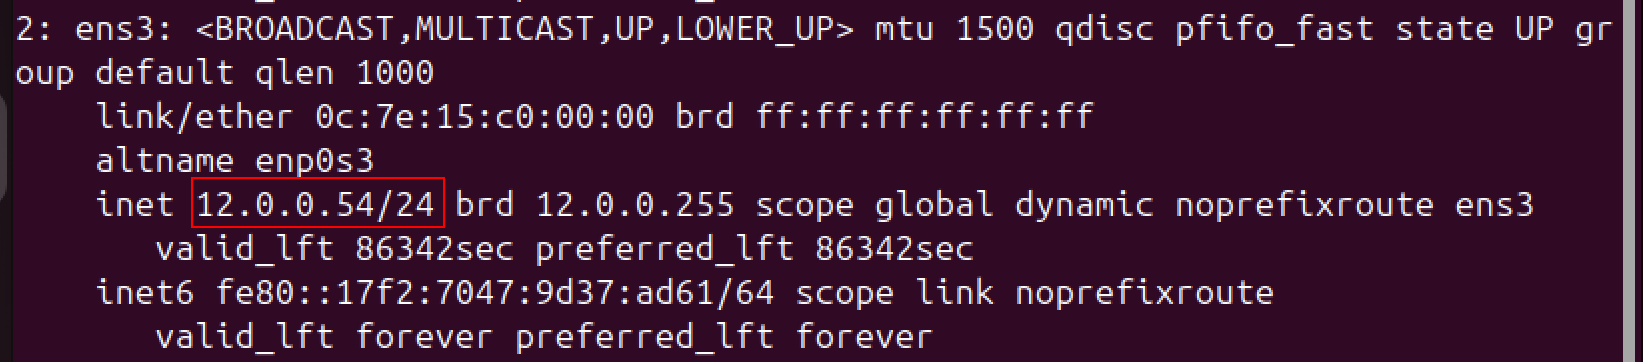 2: ens3: <BROADCAST,MULTICAST,UP,LOWER_UP> mtu 1500 qdisc pfifo_fast state UP gr
oup default qlen 1000
link/ether 0c:7e:15:c0:00:00 brd ff:ff:ff:ff:ff:ff
altname enp0s3
inet 12.0.0.54/24 brd 12.0.0.255 scope global dynamic noprefixroute ens3
valid_lft 86342sec preferred_lft 86342sec
inet6 fe80::17f2:7047:9d37:ad61/64 scope link noprefixroute
valid_lft forever preferred_lft forever